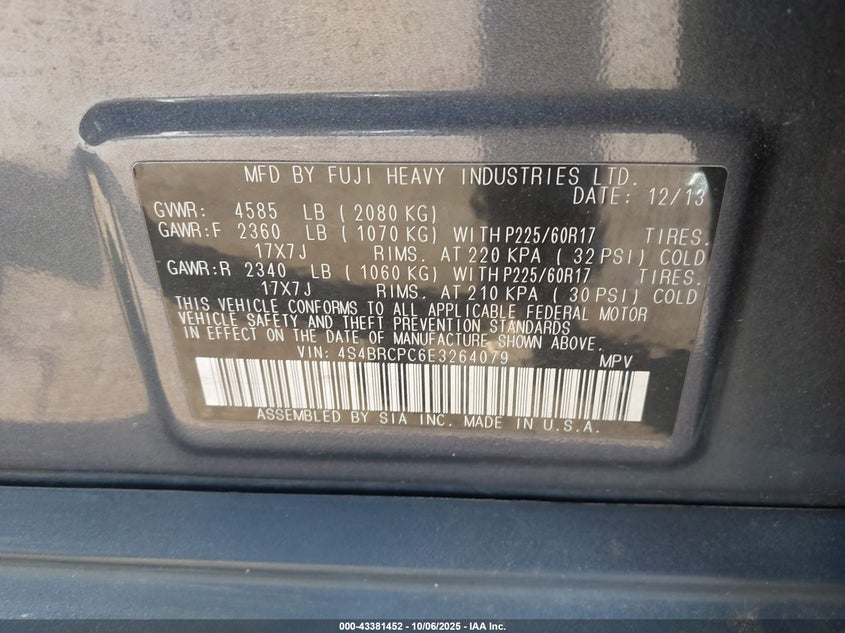 MFD BY FUJI HEAVY INDUSTRIES LTD.
DATE: 12/13
GVWR: 4585 LB ( 2080 KG)
GAWR:F 2360 LB ( 1070 KG) WITH P225/60R17 TIRES.
17X7J RIMS. AT 220 KPA ( 32 PSI) COLD
GAWR:R 2340 LB ( 1060 KG) WITH P225/60R17 TIRES.
17X7J RIMS. AT 210 KPA ( 30 PSI) COLD
THIS VEHICLE CONFORMS TO ALL APPLICABLE FEDERAL MOTOR
VEHICLE SAFETY AND THEFT PREVENTION STANDARDS
IN EFFECT ON THE DATE OF MANUFACTURE SHOWN ABOVE.
VIN: 4S4BRCPC6E3264079 MPV
ASSEMBLED BY SIA INC. MADE IN U.S.A.
000-43381452 - 10/06/2025 - IAA Inc.